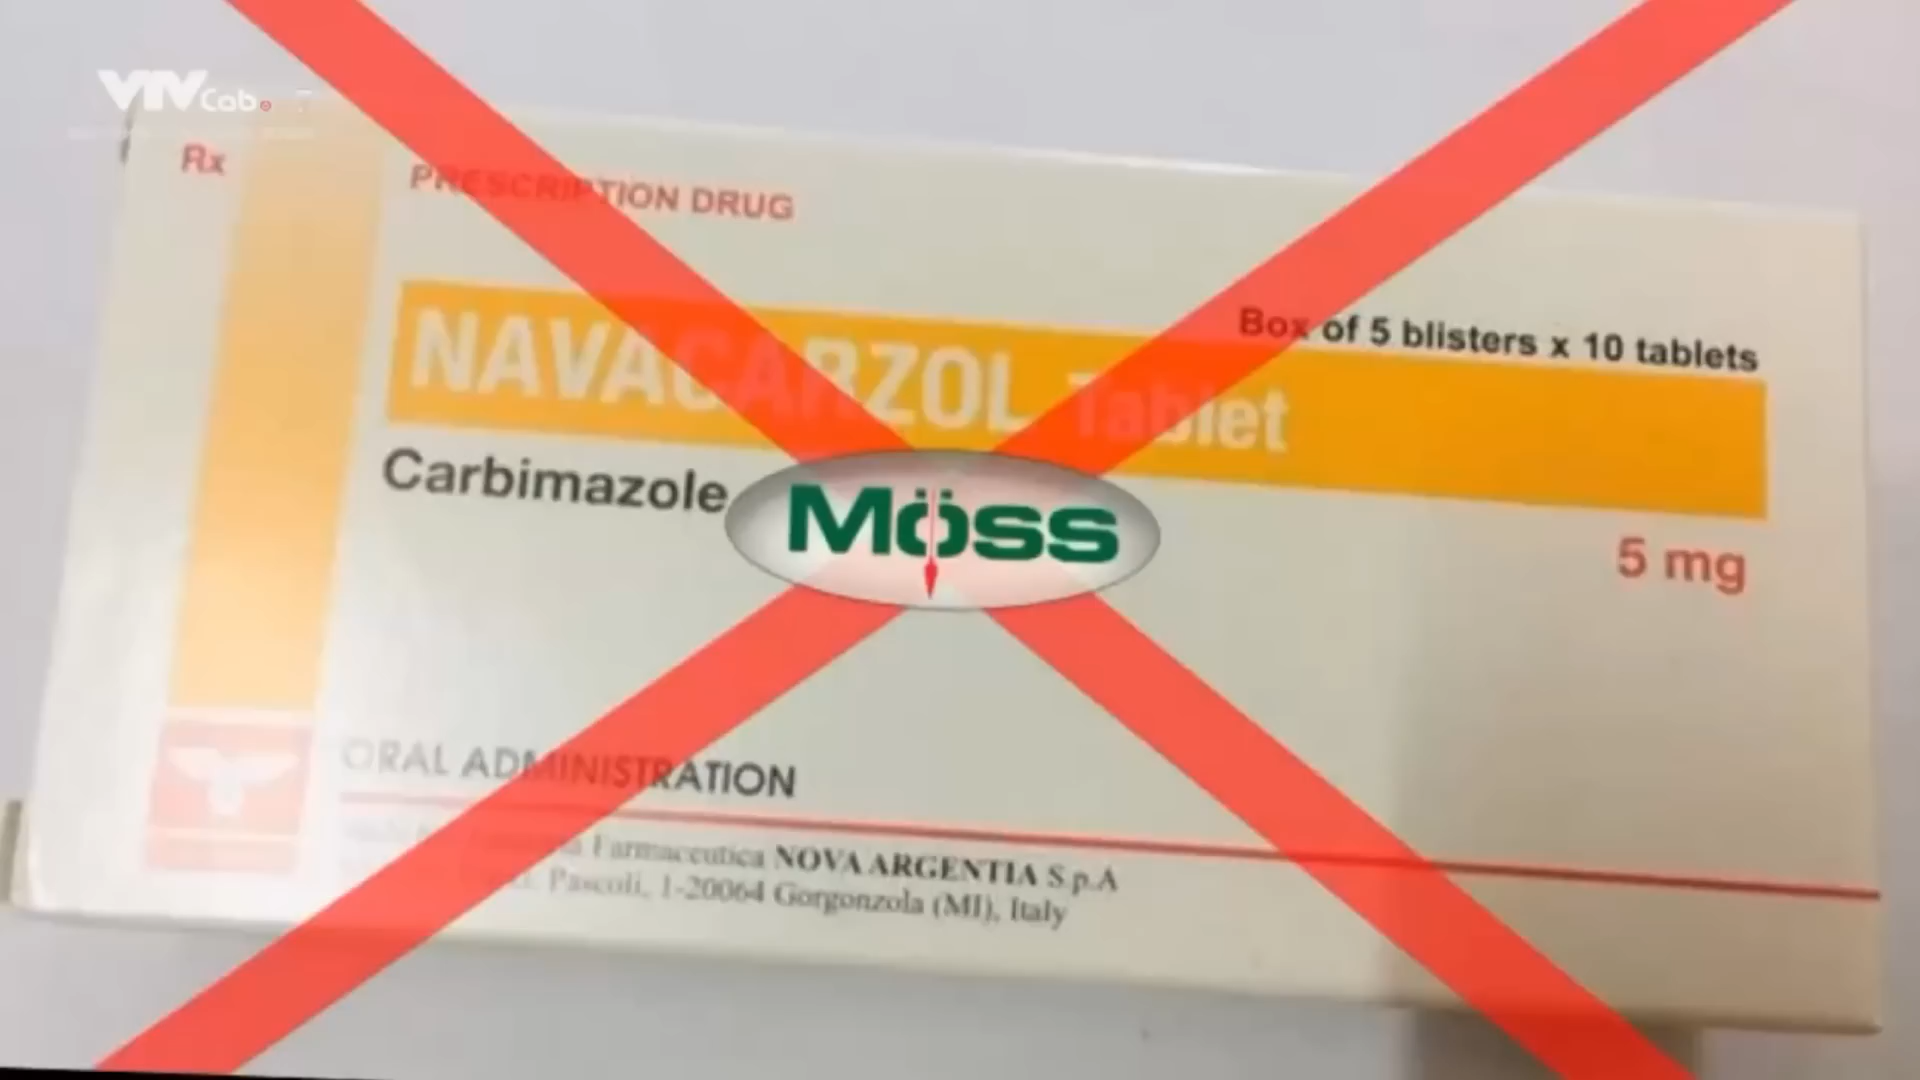 VTVCab
Rx
PRESCRIPTION DRUG
Box of 5 blisters x 10 tablets
NAVACARZOL Tablet
Carbimazole
Möss
5 mg
ORAL ADMINISTRATION
Farmaceutica NOVA ARGENTIA S.p.A
Pascoli, 1-20064 Gorgonzola (MI), Italy